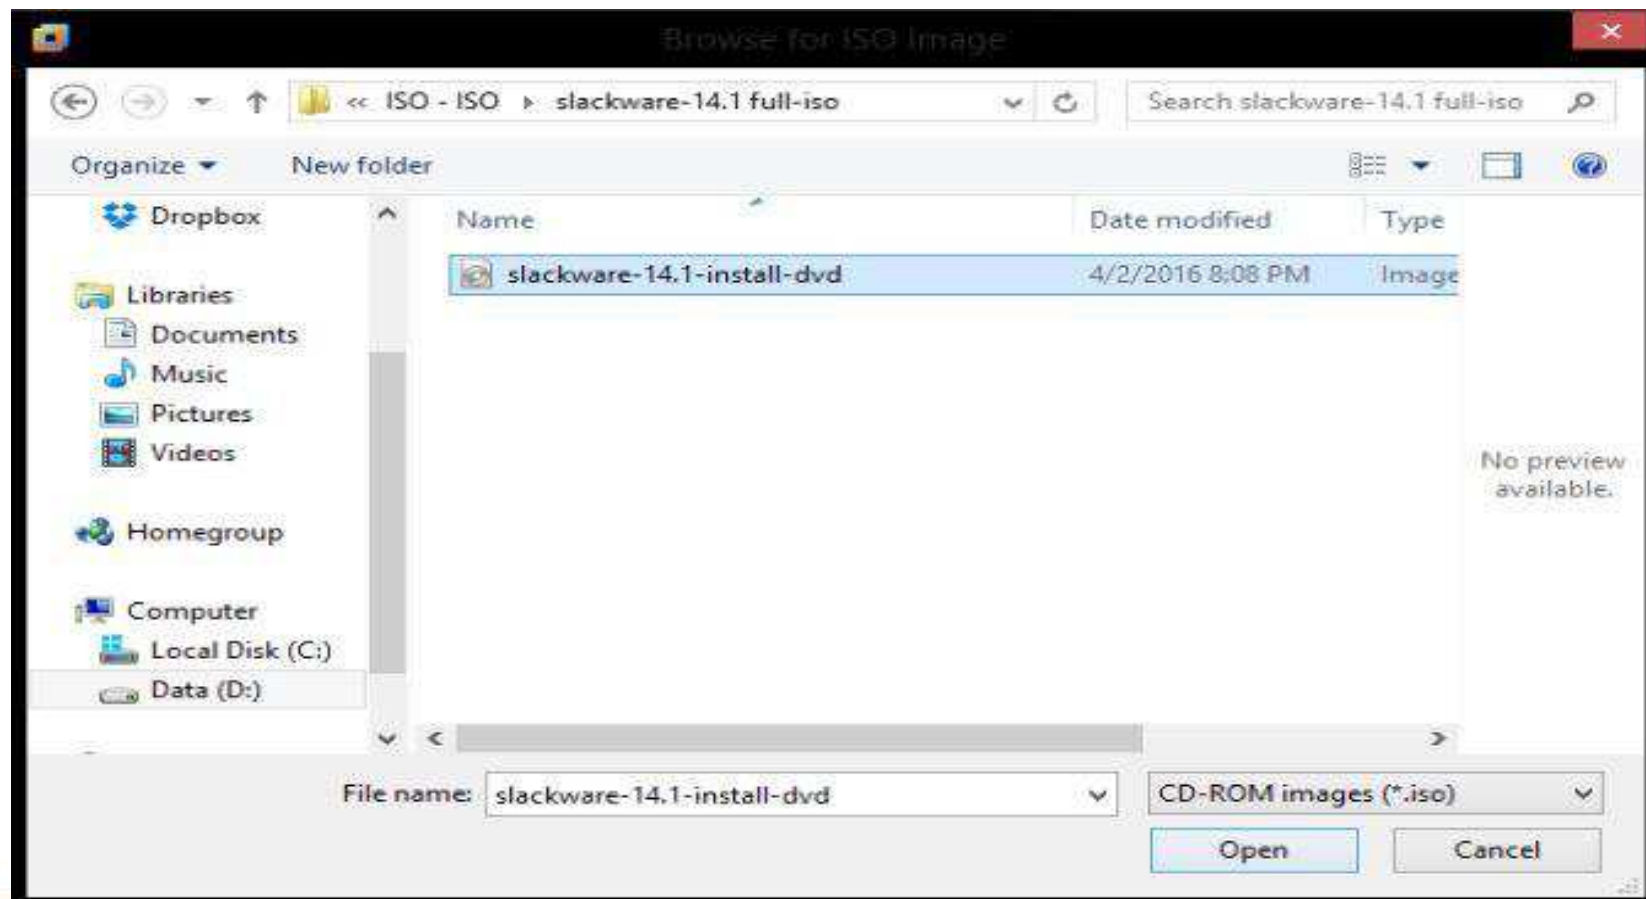 Browse for ISO Image
« ISO - ISO slackware-14.1 full-iso
Search slackware-14.1 full-iso
Organize
New folder
Dropbox
Libraries
Documents
Music
Pictures
Videos
Homegroup
Computer
Local Disk (C:)
Data (D:)
Name Date modified Type
slackware-14.1-install-dvd 4/2/2016 8:08 PM Image
No preview
available.
File name: slackware-14.1-install-dvd
CD-ROM images (*.iso)
Open
Cancel